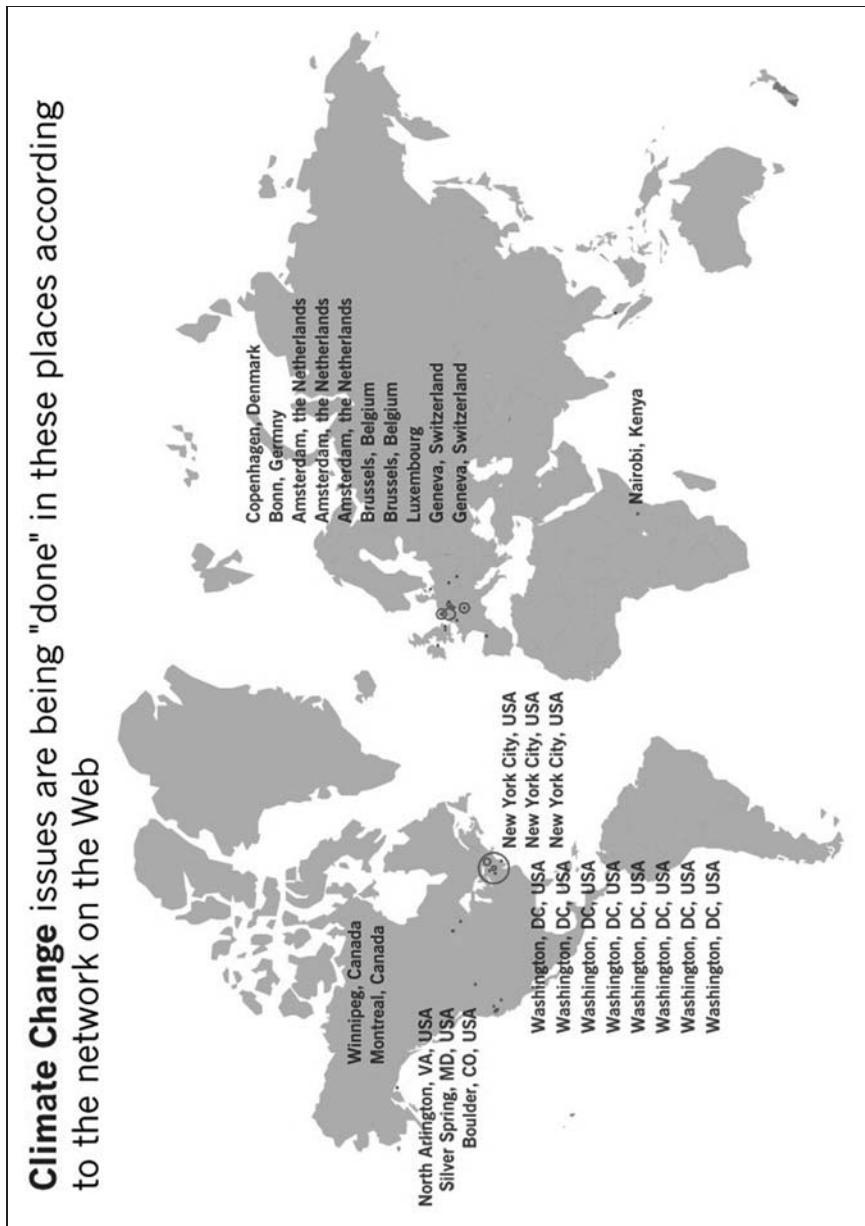 Climate Change issues are being "done" in these places according
to the network on the Web
Winnipeg, Canada
Montreal, Canada
North Arlington, VA, USA
Silver Spring, MD, USA
Boulder, CO, USA
New York City, USA
New York City, USA
New York City, USA
Washington, DC, USA
Washington, DC, USA
Washington, DC, USA
Washington, DC, USA
Washington, DC, USA
Washington, DC, USA
Washington, DC, USA
Washington, DC, USA
Copenhagen, Denmark
Bonn, Germny
Amsterdam, the Netherlands
Amsterdam, the Netherlands
Amsterdam, the Netherlands
Brussels, Belgium
Brussels, Belgium
Luxembourg
Geneva, Switzerland
Geneva, Switzerland
Nairobi, Kenya